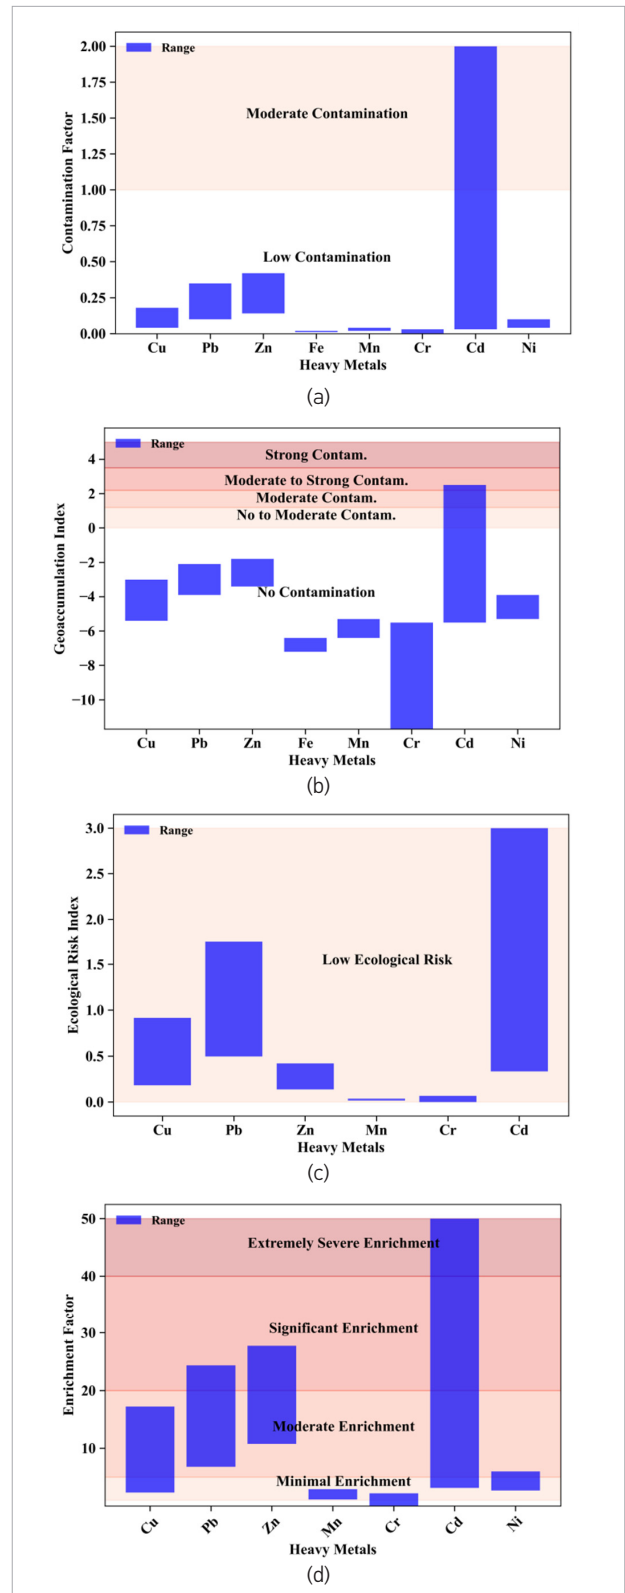 2.00
Range
1.75
Moderate Contamination
1.50
1.25
1.00
0.75
Low Contamination
0.50
0.25
0.00
Contamination Factor
Cu Pb Zn Fe Mn Cr Cd Ni
Heavy Metals
(a)
Range
4
Strong Contam.
Moderate to Strong Contam.
2
Moderate Contam.
No to Moderate Contam.
0
−2
No Contamination
−4
−6
−8
−10
Geoaccumulation Index
Cu Pb Zn Fe Mn Cr Cd Ni
Heavy Metals
(b)
3.0
Range
2.5
2.0
Low Ecological Risk
1.5
1.0
0.5
0.0
Ecological Risk Index
Cu Pb Zn Mn Cr Cd
Heavy Metals
(c)
50
Range
Extremely Severe Enrichment
40
Significant Enrichment
30
20
Moderate Enrichment
10
Minimal Enrichment
Enrichment Factor
Cu Pb Zn Mn Cr Cd Ni
Heavy Metals
(d)